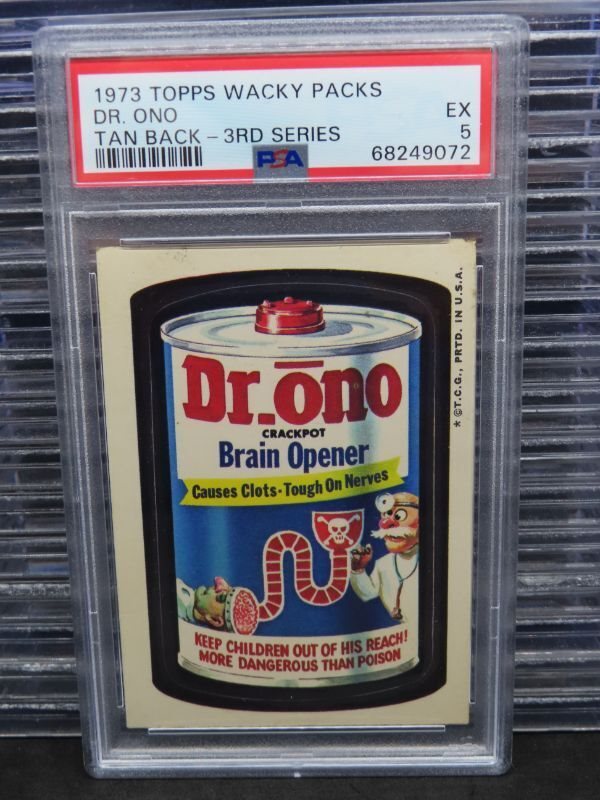 1973 TOPPS WACKY PACKS
DR. ONO
TAN BACK - 3RD SERIES
EX
5
68249072
PSA
* ©T.C.G., PRTD. IN U.S.A.
Dr.ōno
CRACKPOT
Brain Opener
Causes Clots-Tough On Nerves
KEEP CHILDREN OUT OF HIS REACH!
MORE DANGEROUS THAN POISON